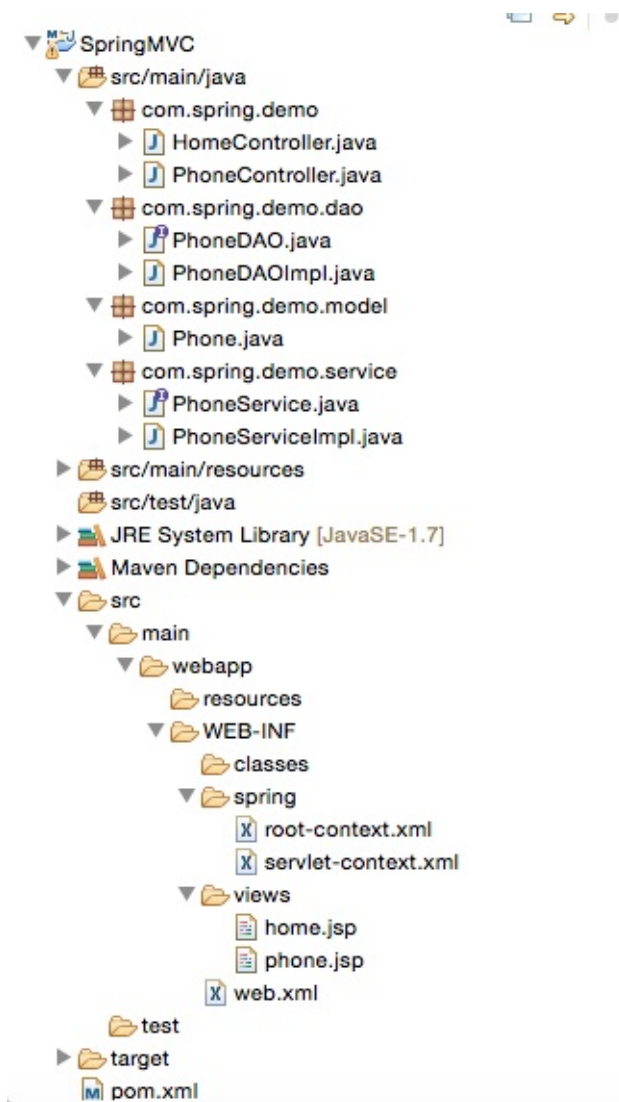 SpringMVC
src/main/java
com.spring.demo
HomeController.java
PhoneController.java
com.spring.demo.dao
PhoneDAO.java
PhoneDAOImpl.java
com.spring.demo.model
Phone.java
com.spring.demo.service
PhoneService.java
PhoneServiceImpl.java
src/main/resources
src/test/java
JRE System Library [JavaSE-1.7]
Maven Dependencies
src
main
webapp
resources
WEB-INF
classes
spring
root-context.xml
servlet-context.xml
views
home.jsp
phone.jsp
web.xml
test
target
pom.xml